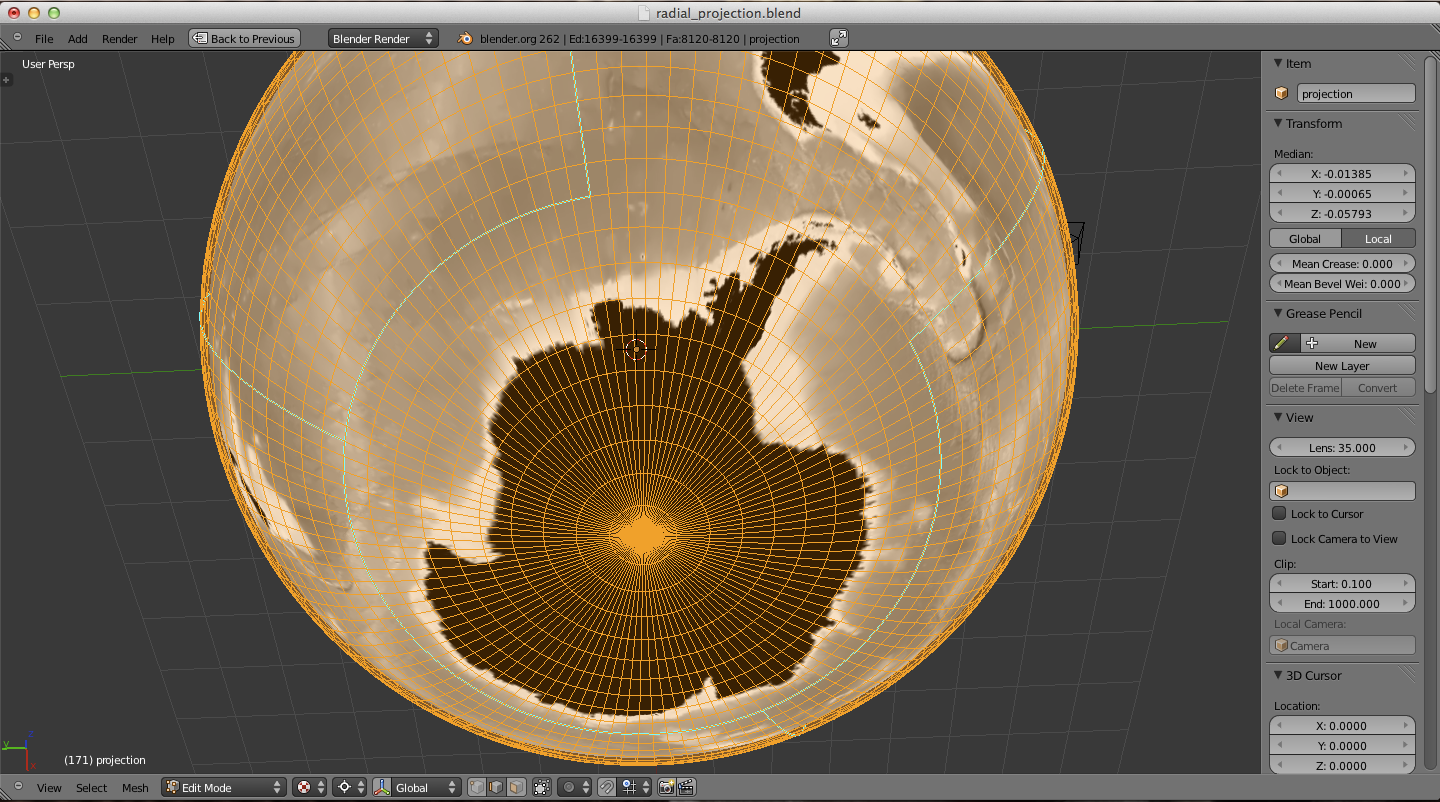 radial_projection.blend
File Add Render Help Back to Previous Blender Render blender.org 262 | Ed:16399-16399 | Fa:8120-8120 | projection
User Persp
Item
projection
Transform
Median:
X: -0.01385
Y: -0.00065
Z: -0.05793
Global Local
Mean Crease: 0.000
Mean Bevel Wei: 0.000
Grease Pencil
New
New Layer
Delete Frame Convert
View
Lens: 35.000
Lock to Object:
Lock to Cursor
Lock Camera to View
Clip:
Start: 0.100
End: 1000.000
Local Camera:
Camera
3D Cursor
Location:
X: 0.0000
Y: 0.0000
Z: 0.0000
z
y
x
(171) projection
View Select Mesh Edit Mode Global